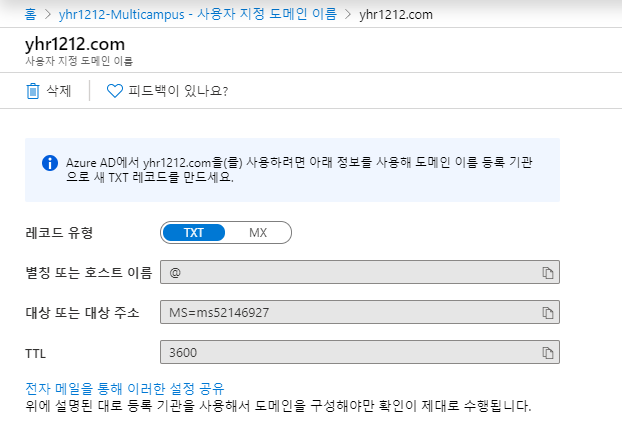 홈 > yhr1212-Multicampus - 사용자 지정 도메인 이름 > yhr1212.com
yhr1212.com
사용자 지정 도메인 이름
삭제 피드백이 있나요?
Azure AD에서 yhr1212.com을(를) 사용하려면 아래 정보를 사용해 도메인 이름 등록 기관
으로 새 TXT 레코드를 만드세요.
레코드 유형 TXT MX
별칭 또는 호스트 이름 @
대상 또는 대상 주소 MS=ms52146927
TTL 3600
전자 메일을 통해 이러한 설정 공유
위에 설명된 대로 등록 기관을 사용해서 도메인을 구성해야만 확인이 제대로 수행됩니다.